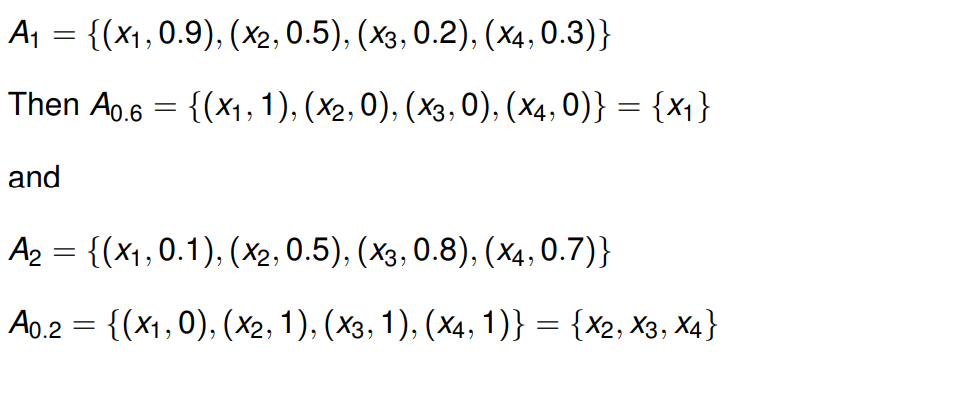 A₁ = {(x₁, 0.9), (x₂, 0.5), (x₃, 0.2), (x₄, 0.3)}
Then A₀.₆ = {(x₁, 1), (x₂, 0), (x₃, 0), (x₄, 0)} = {x₁}
and
A₂ = {(x₁, 0.1), (x₂, 0.5), (x₃, 0.8), (x₄, 0.7)}
A₀.₂ = {(x₁, 0), (x₂, 1), (x₃, 1), (x₄, 1)} = {x₂, x₃, x₄}